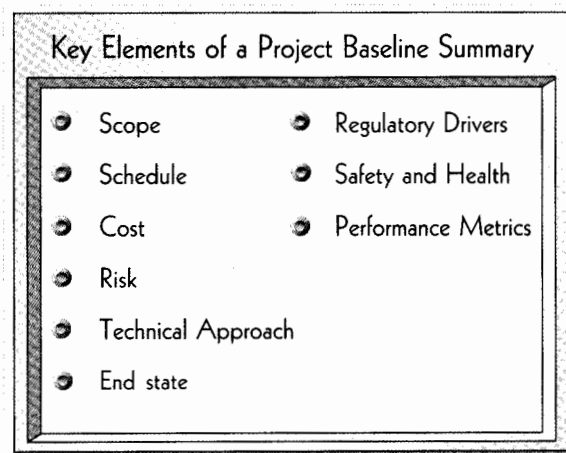 Key Elements of a Project Baseline Summary
Scope
Schedule
Cost
Risk
Technical Approach
End state
Regulatory Drivers
Safety and Health
Performance Metrics